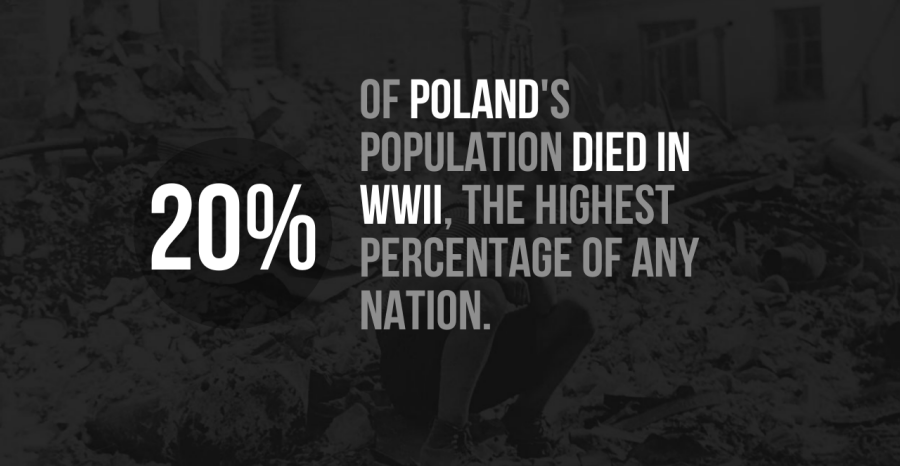 20%
OF POLAND'S
POPULATION DIED IN
WWII, THE HIGHEST
PERCENTAGE OF ANY
NATION.